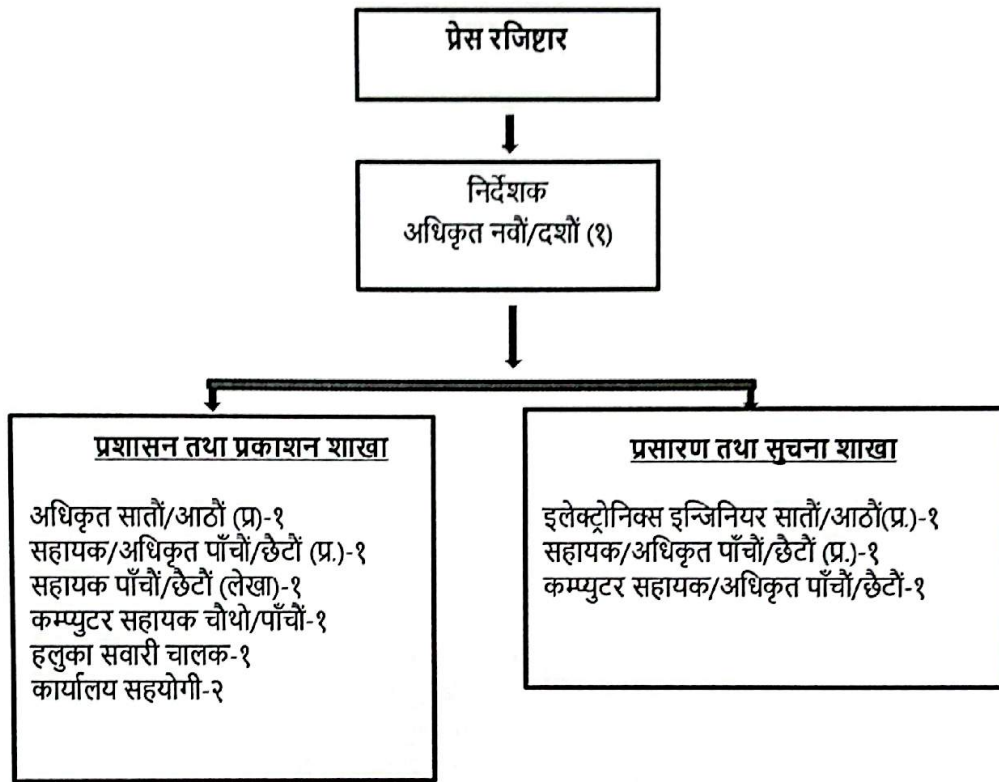 प्रेस रजिष्टार
निर्देशक
अधिकृत नवौं/दशौं (१)
प्रशासन तथा प्रकाशन शाखा
अधिकृत सातौं/आठौं (प्र)-१
सहायक/अधिकृत पाँचौं/छैटौं (प्र.)-१
सहायक पाँचौं/छैटौं (लेखा)-१
कम्प्युटर सहायक चौथो/पाँचौं-१
हलुका सवारी चालक-१
कार्यालय सहयोगी-२
प्रसारण तथा सुचना शाखा
इलेक्ट्रोनिक्स इन्जिनियर सातौं/आठौं(प्र.)-१
सहायक/अधिकृत पाँचौं/छैटौं (प्र.)-१
कम्प्युटर सहायक/अधिकृत पाँचौं/छैटौं-१